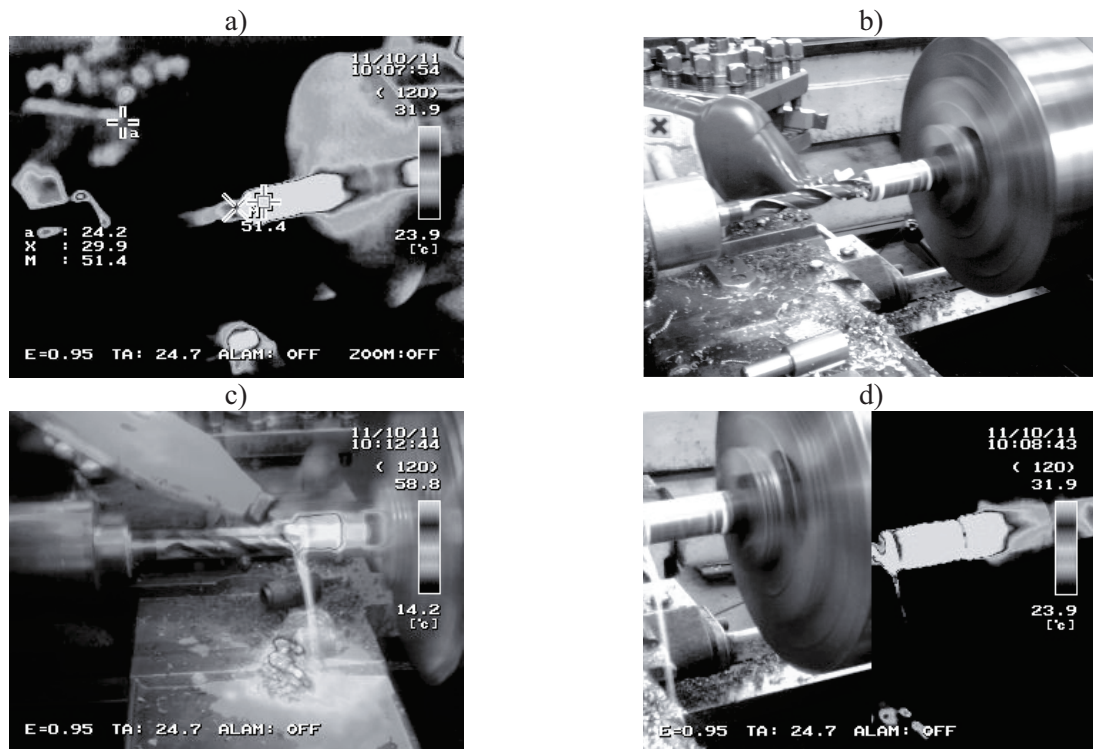 a)
11/10/11
10:07:54
( 120)
31.9
a
M
51.4
a : 24.2
X : 29.9
M : 51.4
23.9
[°c]
E=0.95 TA: 24.7 ALAM: OFF ZOOM:OFF
b)
c)
11/10/11
10:12:44
( 120)
58.8
14.2
[°c]
E=0.95 TA: 24.7 ALAM: OFF
d)
11/10/11
10:08:43
( 120)
31.9
23.9
[°c]
E=0.95 TA: 24.7 ALAM: OFF